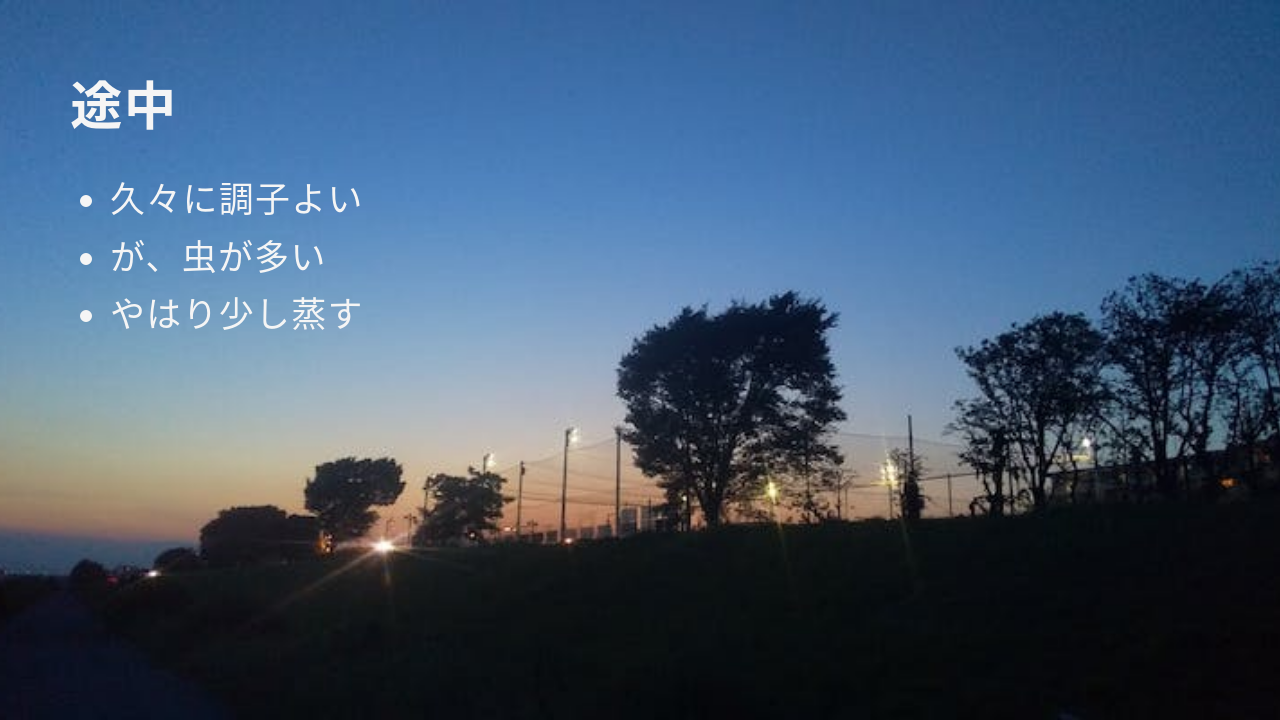 途中
久々に調子よい
が、虫が多い
やはり少し蒸す